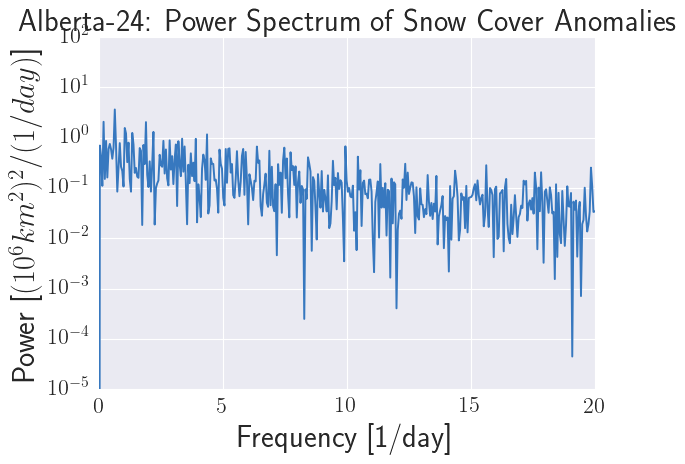 Alberta-24: Power Spectrum of Snow Cover Anomalies
Power [(10^6 km^2)^2/(1/day)]
10^2
10^1
10^0
10^-1
10^-2
10^-3
10^-4
10^-5
0 5 10 15 20
Frequency [1/day]